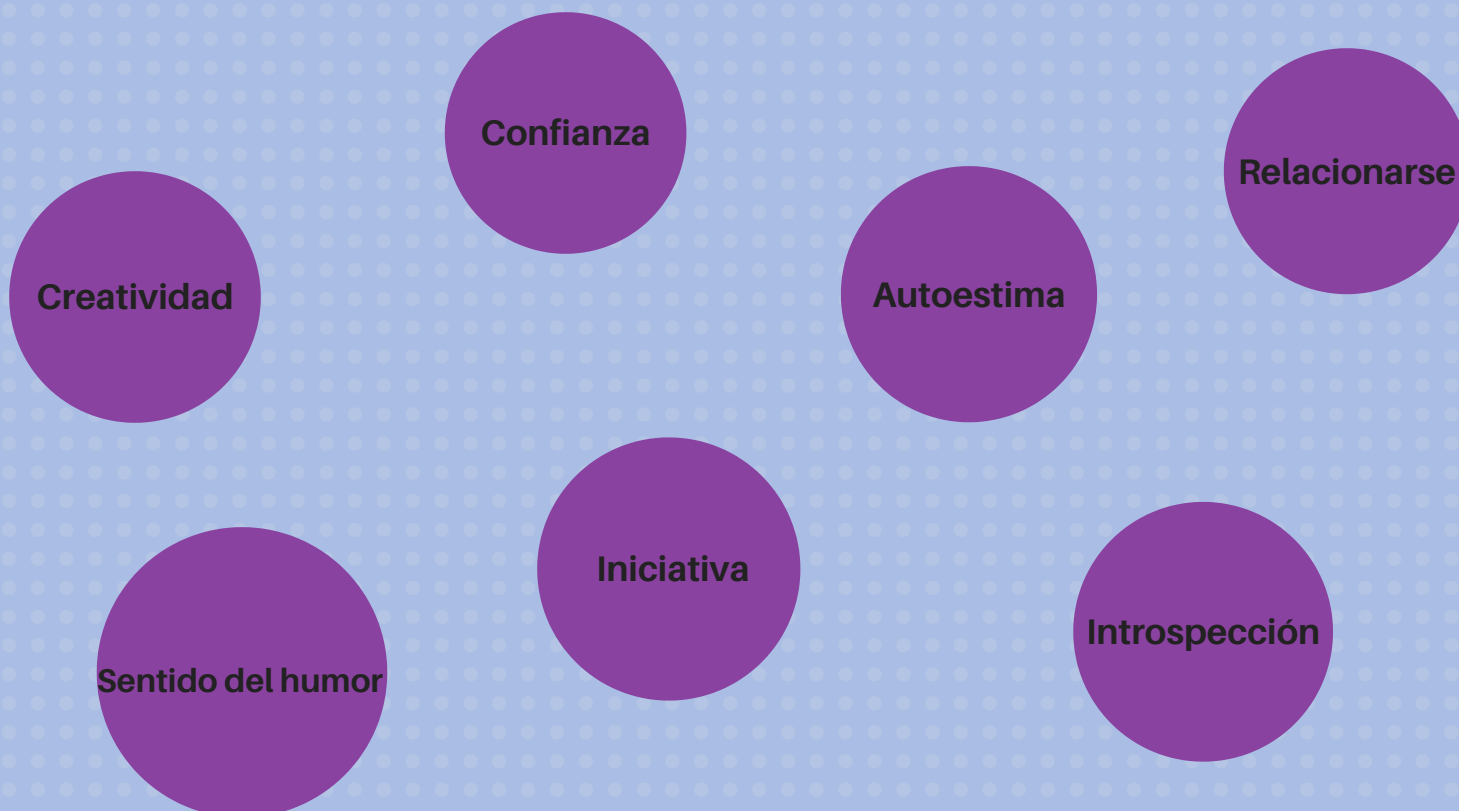 Confianza
Relacionarse
Creatividad
Autoestima
Iniciativa
Introspección
Sentido del humor